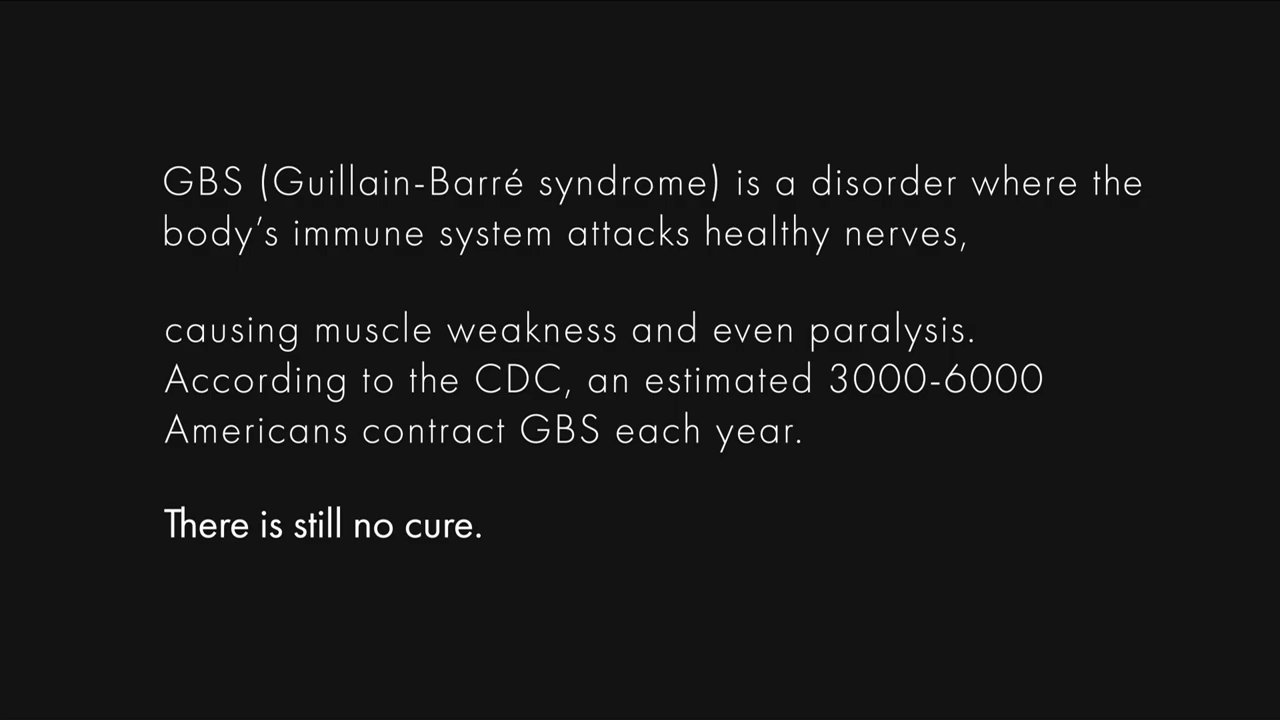 GBS (Guillain-Barré syndrome) is a disorder where the
body’s immune system attacks healthy nerves,
causing muscle weakness and even paralysis.
According to the CDC, an estimated 3000-6000
Americans contract GBS each year.
There is still no cure.